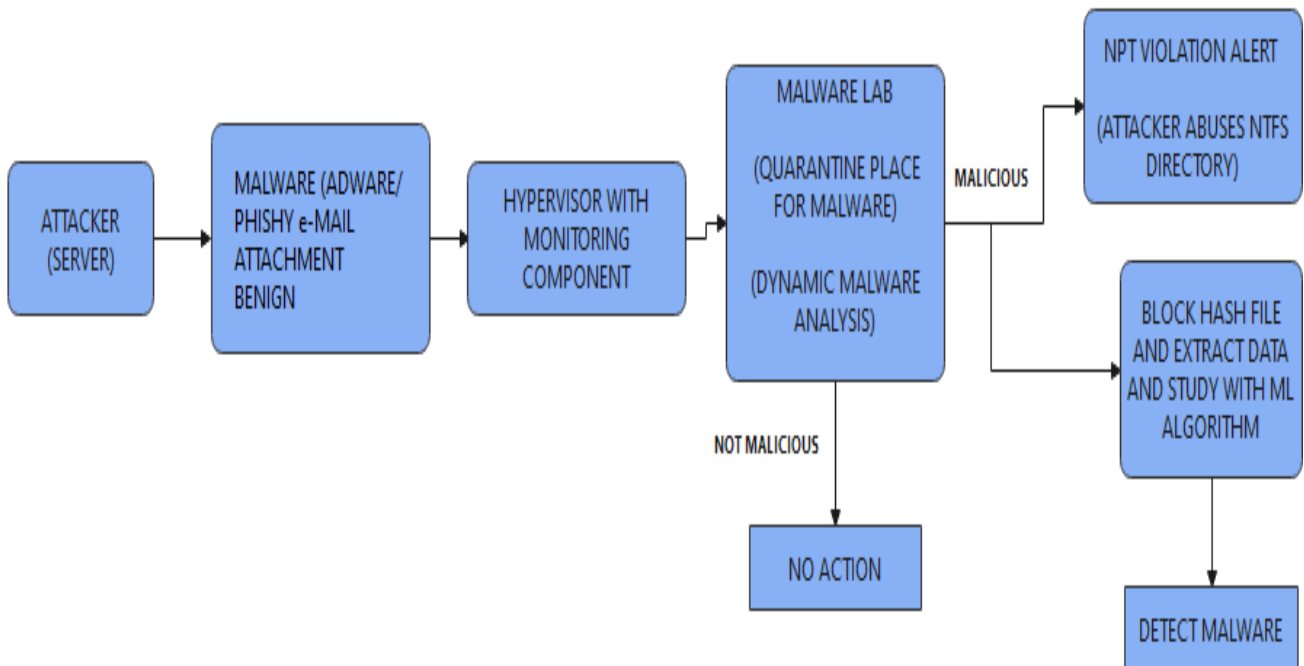 ATTACKER
(SERVER)
MALWARE (ADWARE/
PHISHY e-MAIL
ATTACHMENT
BENIGN
HYPERVISOR WITH
MONITORING
COMPONENT
MALWARE LAB
(QUARANTINE PLACE
FOR MALWARE)
(DYNAMIC MALWARE
ANALYSIS)
MALICIOUS
NPT VIOLATION ALERT
(ATTACKER ABUSES NTFS
DIRECTORY)
BLOCK HASH FILE
AND EXTRACT DATA
AND STUDY WITH ML
ALGORITHM
NOT MALICIOUS
NO ACTION
DETECT MALWARE